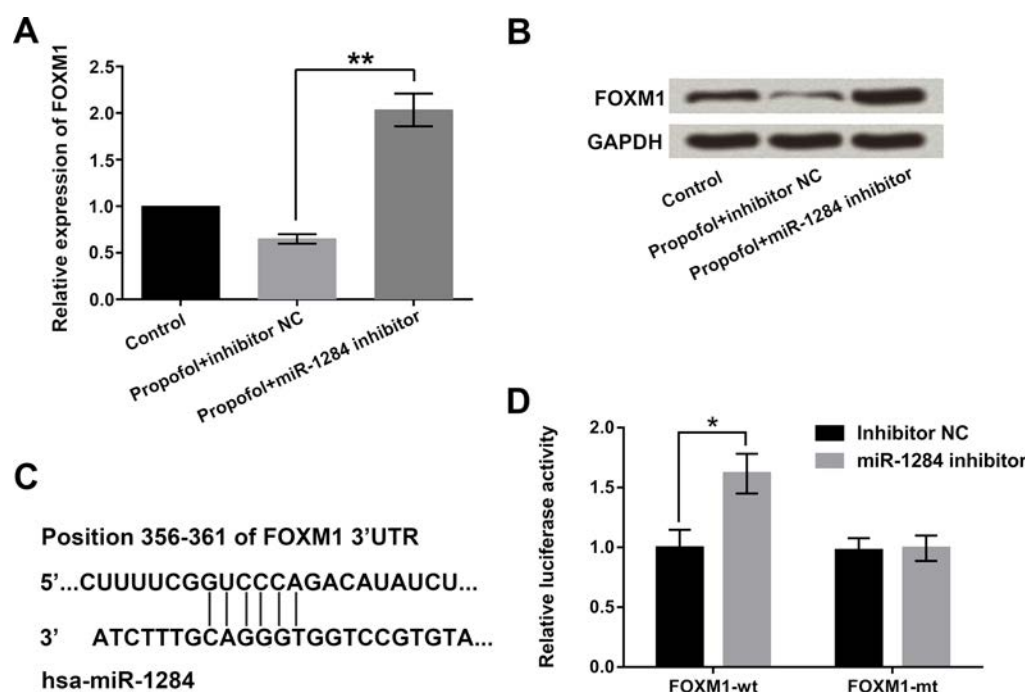 A
Relative expression of FOXM1
2.5
2.0
1.5
1.0
0.5
0.0
**
Control
Propofol+inhibitor NC
Propofol+miR-1284 inhibitor
B
FOXM1
GAPDH
Control
Propofol+inhibitor NC
Propofol+miR-1284 inhibitor
C
Position 356-361 of FOXM1 3’UTR
5’...CUUUUCGGUCCCAGACAUAUCU...
3’ ATCTTTGCAGGGTGGTCCGTGTA...
hsa-miR-1284
D
Relative luciferase activity
2.0
1.5
1.0
0.5
0.0
*
Inhibitor NC
miR-1284 inhibitor
FOXM1-wt
FOXM1-mt